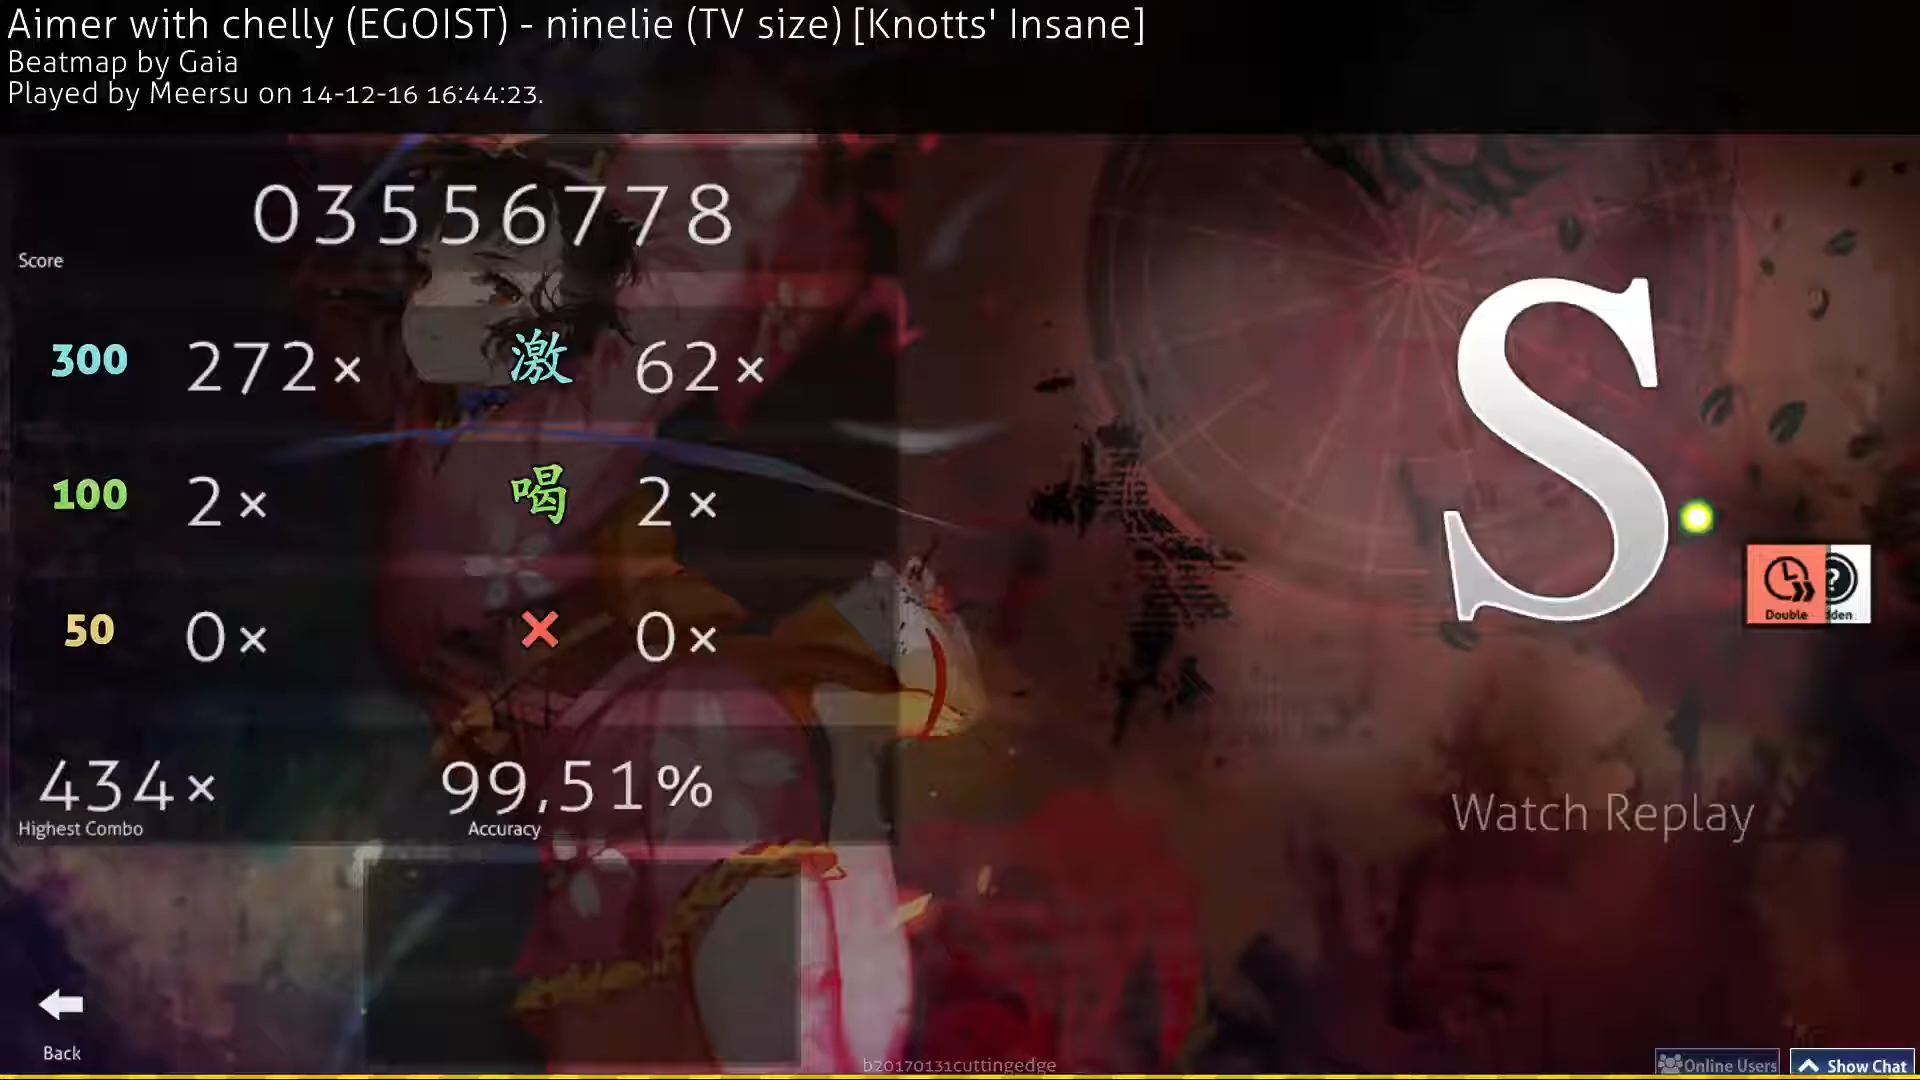 Aimer with chelly (EGOIST) - ninelie (TV size) [Knotts' Insane]
Beatmap by Gaia
Played by Meersu on 14-12-16 16:44:23.
03556778
Score
300 272× 激 62×
100 2× 喝 2×
50 0× 0×
434× 99,51%
Highest Combo Accuracy
Double dden
Watch Replay
Back
b20170131cuttingedge
Online Users Show Chat